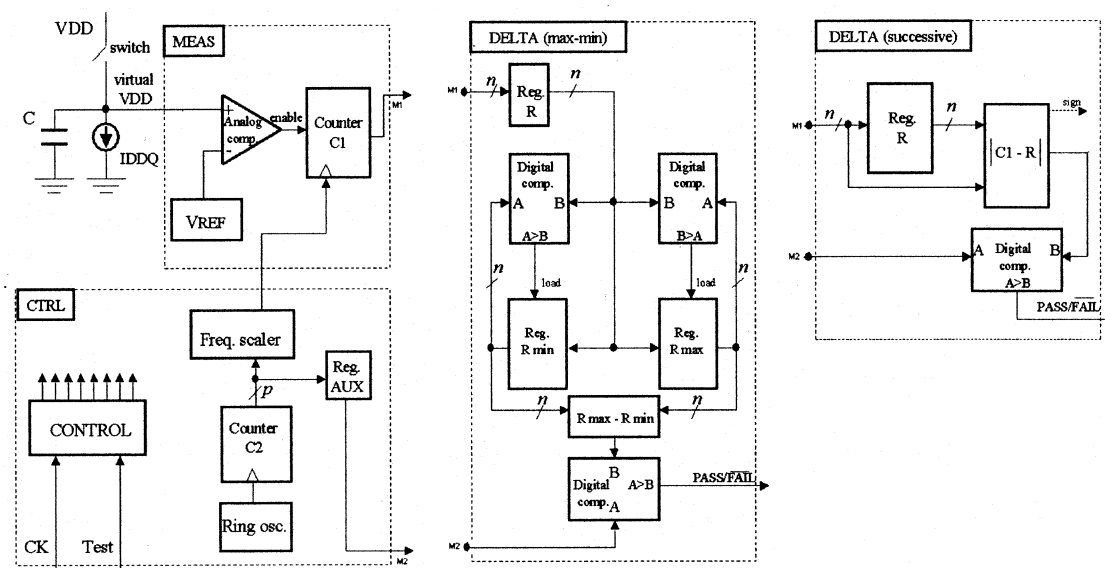 VDD
switch
virtual
VDD
C
IDDQ
MEAS
+
Analog
comp.
-
enable
Counter
C1
M1
VREF
CTRL
Freq. scaler
p
Reg.
AUX
Counter
C2
Ring osc.
CONTROL
CK
Test
M2
DELTA (max-min)
M1
n
Reg.
R
n
Digital
comp.
A B
A>B
Digital
comp.
B A
B>A
n
load
load
n
Reg.
R min
Reg.
R max
n
R max - R min
n
B
Digital A>B
comp.
A
PASS/FAIL
M2
DELTA (successive)
M1
n
Reg.
R
n
|C1 - R|
sign
M2
A
Digital
comp.
B
A>B
PASS/FAIL